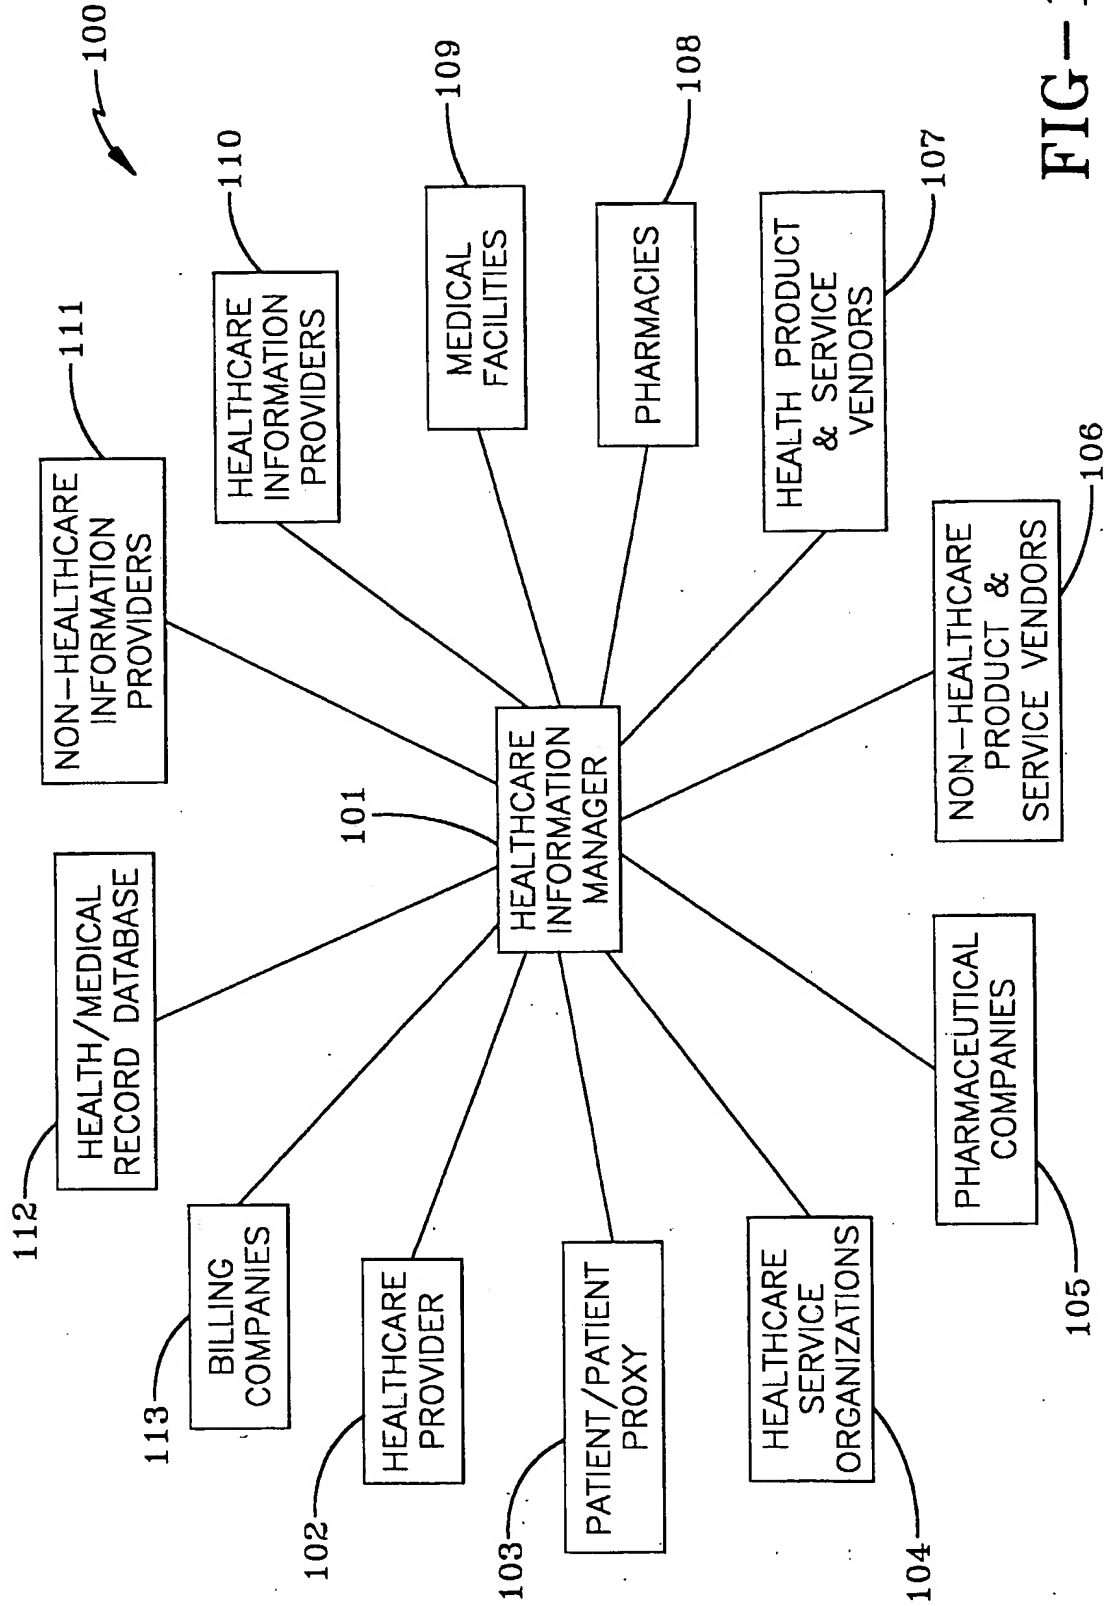 100
111
NON-HEALTHCARE
INFORMATION
PROVIDERS
110
HEALTHCARE
INFORMATION
PROVIDERS
109
MEDICAL
FACILITIES
108
PHARMACIES
107
HEALTH PRODUCT
& SERVICE
VENDORS
106
NON-HEALTHCARE
PRODUCT &
SERVICE VENDORS
101
HEALTHCARE
INFORMATION
MANAGER
112
HEALTH/MEDICAL
RECORD DATABASE
113
BILLING
COMPANIES
102
HEALTHCARE
PROVIDER
103
PATIENT/PATIENT
PROXY
104
HEALTHCARE
SERVICE
ORGANIZATIONS
105
PHARMACEUTICAL
COMPANIES
FIG-1